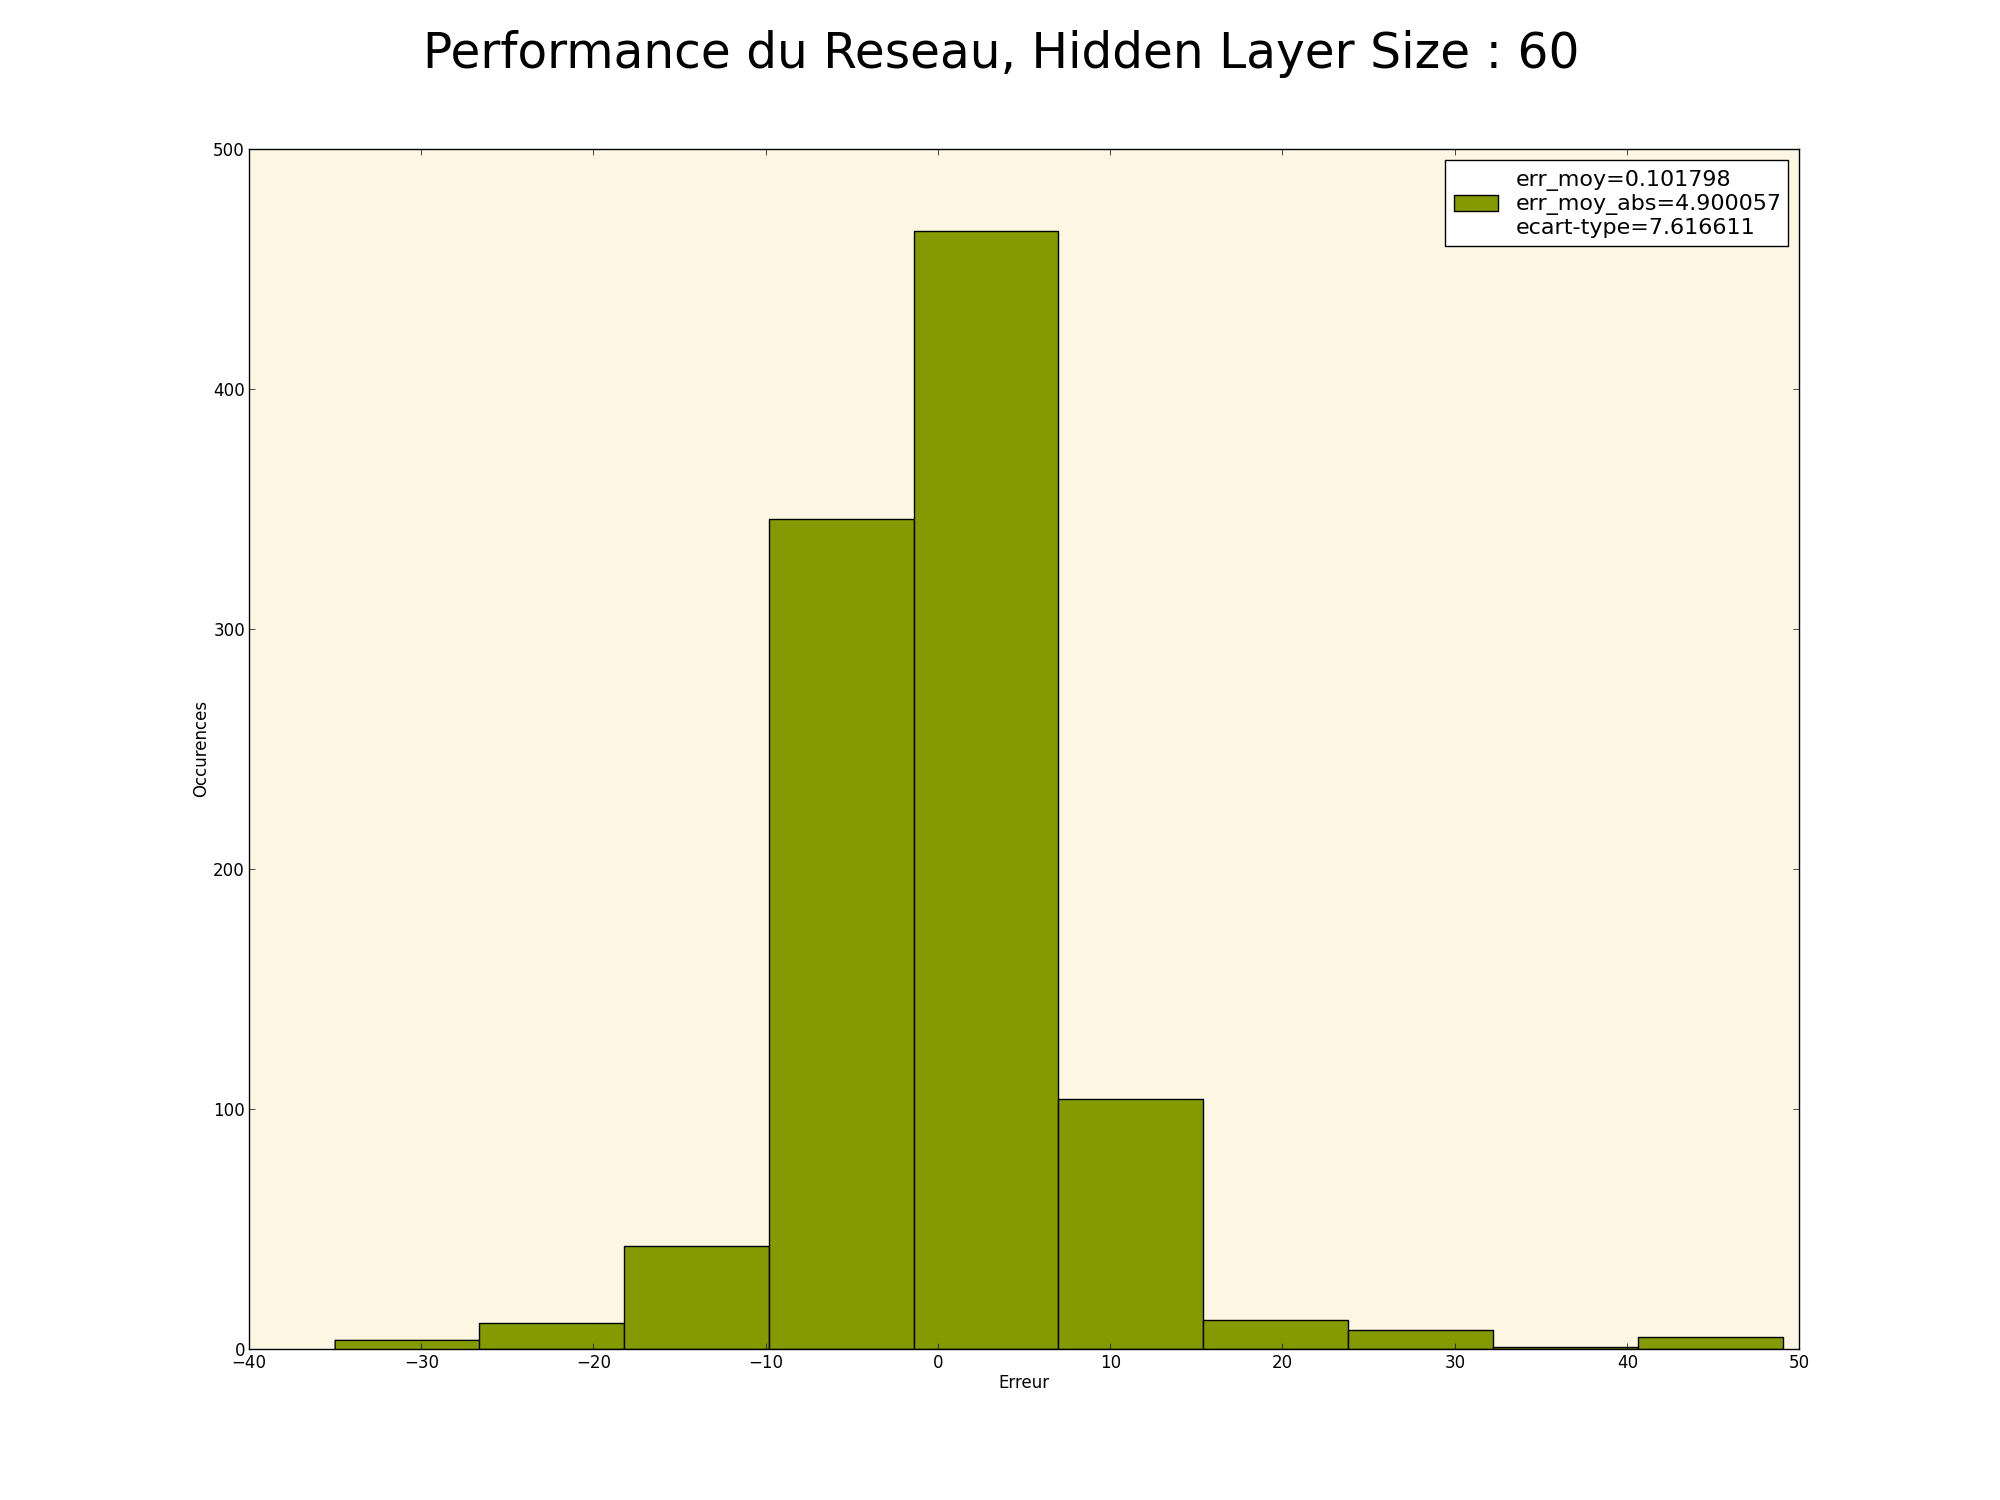 Performance du Reseau, Hidden Layer Size : 60
500
err_moy=0.101798
err_moy_abs=4.900057
ecart-type=7.616611
400
300
Occurences
200
100
0
−40 −30 −20 −10 0 10 20 30 40 50
Erreur